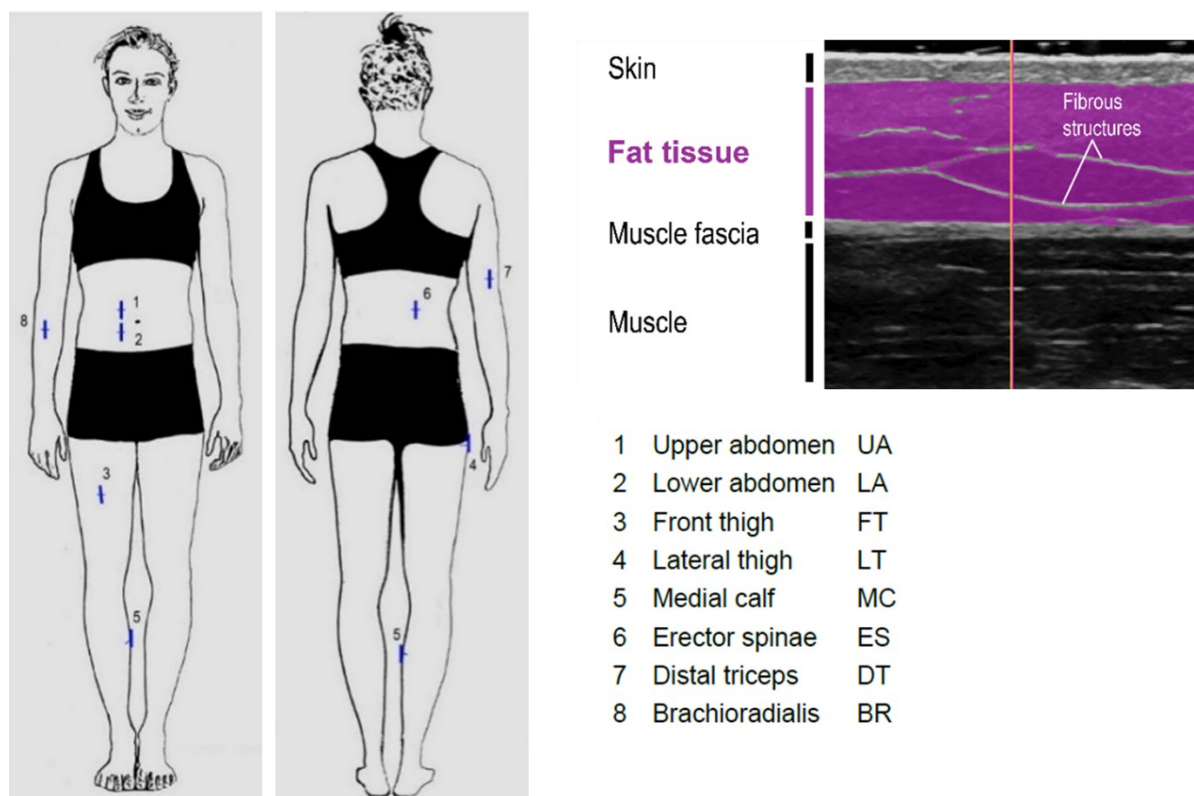 1
2
8
3
5
7
6
4
5
Skin
Fat tissue
Muscle fascia
Muscle
Fibrous
structures
1 Upper abdomen UA
2 Lower abdomen LA
3 Front thigh FT
4 Lateral thigh LT
5 Medial calf MC
6 Erector spinae ES
7 Distal triceps DT
8 Brachioradialis BR